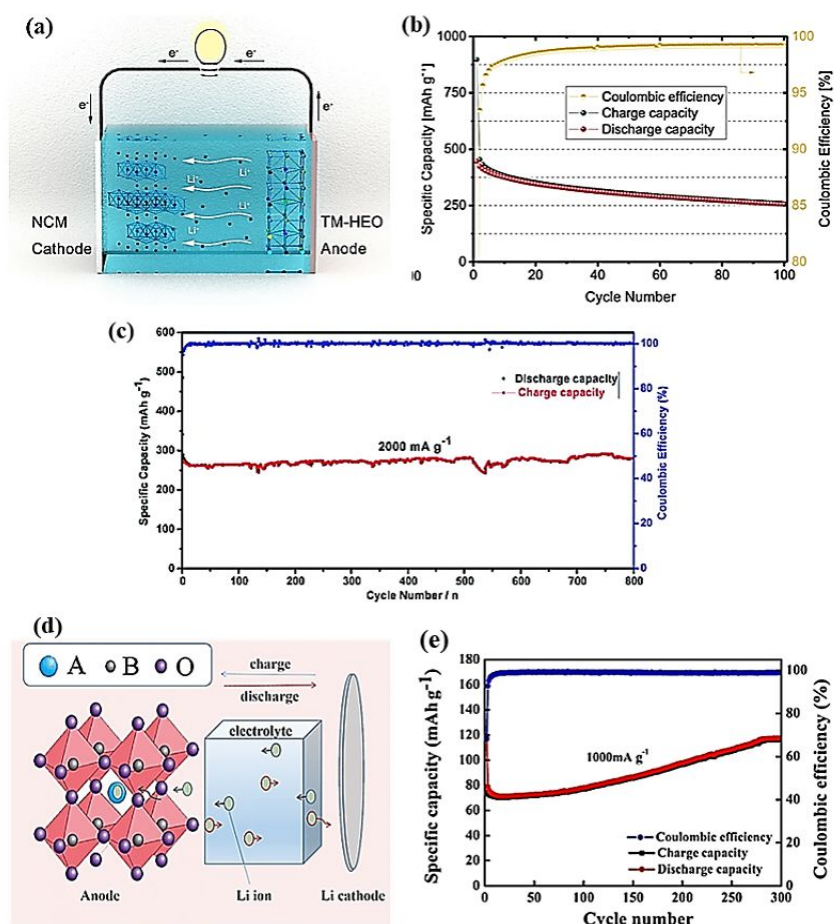 (a)
e⁻
e⁻
e⁻
e⁻
Li⁺
Li⁺
Li⁺
Li⁺
NCM
Cathode
TM-HEO
Anode
(b)
1000
750
500
250
0
Specific Capacity [mAh g⁻¹]
Coulombic efficiency
Charge capacity
Discharge capacity
99
98
95
90
85
80
Coulombic Efficiency [%]
0
20
40
60
80
100
Cycle Number
(c)
600
500
400
300
200
100
0
Specific Capacity (mAh g⁻¹)
Discharge capacity
Charge capacity
2000 mA g⁻¹
100
80
60
40
20
0
Coulombic Efficiency (%)
0
100
200
300
400
500
600
700
800
Cycle Number / n
(d)
A B O
charge
discharge
electrolyte
Anode
Li ion
Li cathode
(e)
180
160
140
120
100
80
60
40
20
0
Specific capacity (mAh g⁻¹)
1000mA g⁻¹
Coulombic efficiency
Charge capacity
Discharge capacity
100
80
60
40
20
0
Coulombic efficiency (%)
0
50
100
150
200
250
300
Cycle number